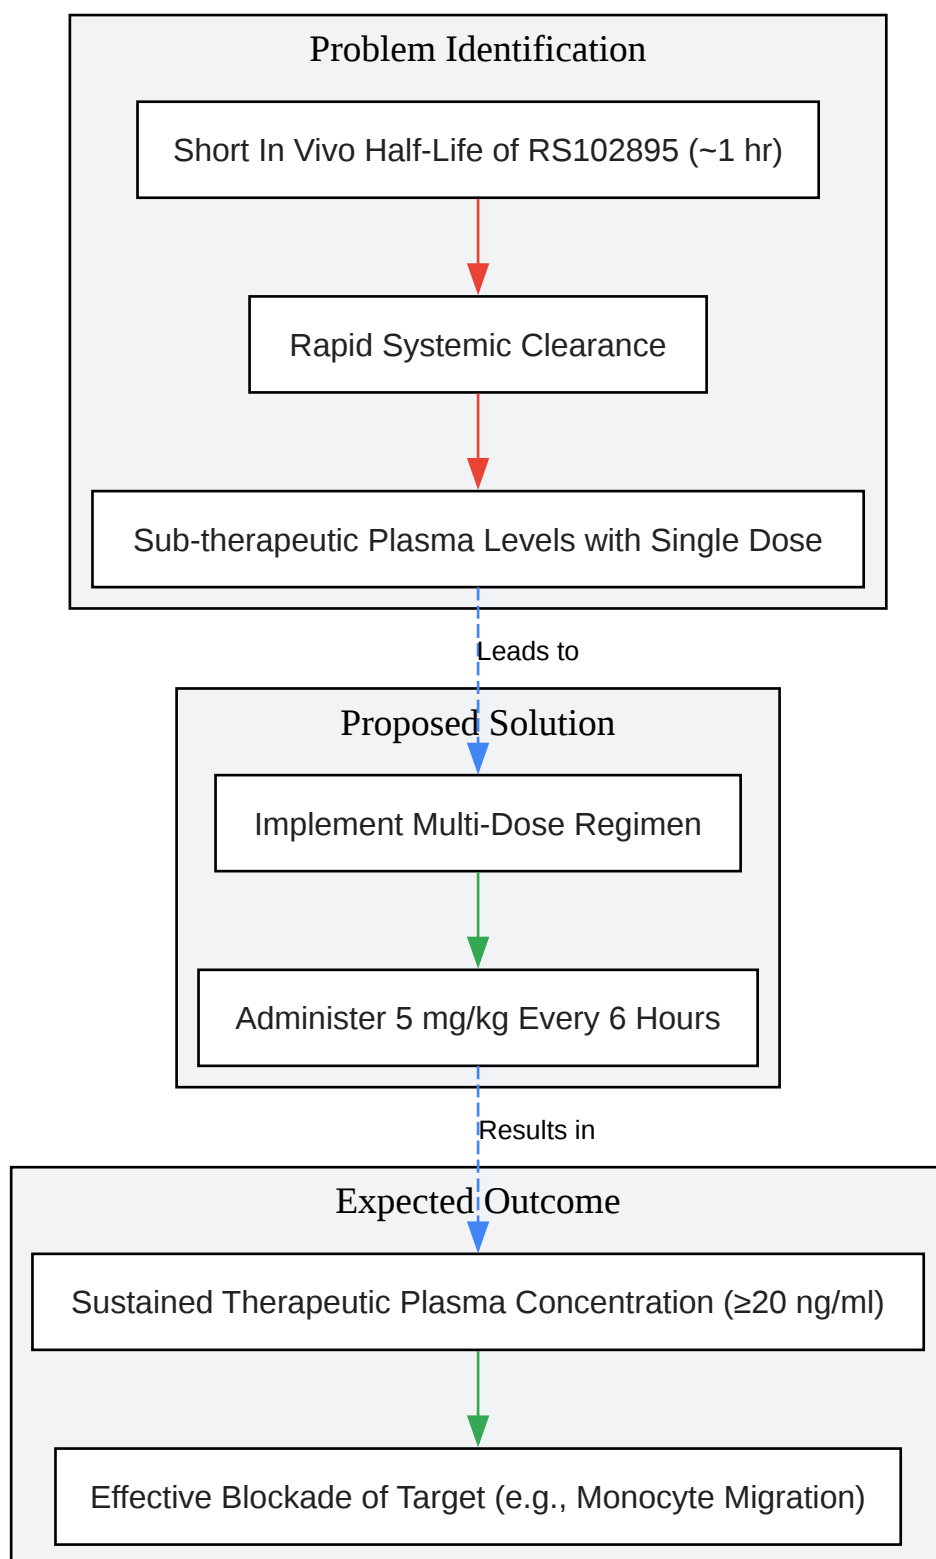 Problem Identification
Short In Vivo Half-Life of RS102895 (~1 hr)
Rapid Systemic Clearance
Sub-therapeutic Plasma Levels with Single Dose
Leads to
Proposed Solution
Implement Multi-Dose Regimen
Administer 5 mg/kg Every 6 Hours
Results in
Expected Outcome
Sustained Therapeutic Plasma Concentration (≥20 ng/ml)
Effective Blockade of Target (e.g., Monocyte Migration)